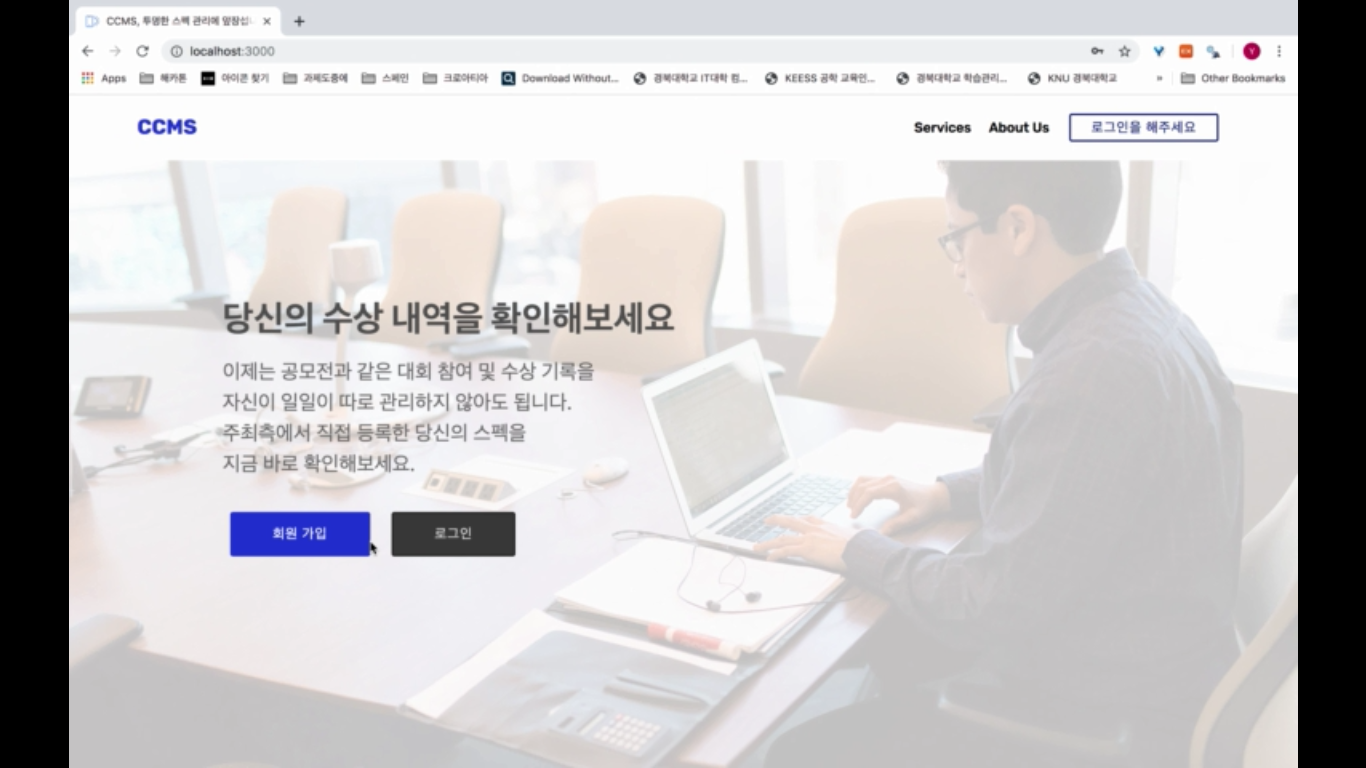 CCMS, 투명한 스펙 관리에 앞장섭니
localhost:3000
Apps
해카톤
아이콘 찾기
과제도중에
스페인
크로아티아
Download Without...
경북대학교 IT대학 컴...
KEESS 공학 교육인...
경북대학교 학습관리...
KNU 경북대학교
»
Other Bookmarks
CCMS
Services
About Us
로그인을 해주세요
당신의 수상 내역을 확인해보세요
이제는 공모전과 같은 대회 참여 및 수상 기록을
자신이 일일이 따로 관리하지 않아도 됩니다.
주최측에서 직접 등록한 당신의 스펙을
지금 바로 확인해보세요.
회원 가입
로그인